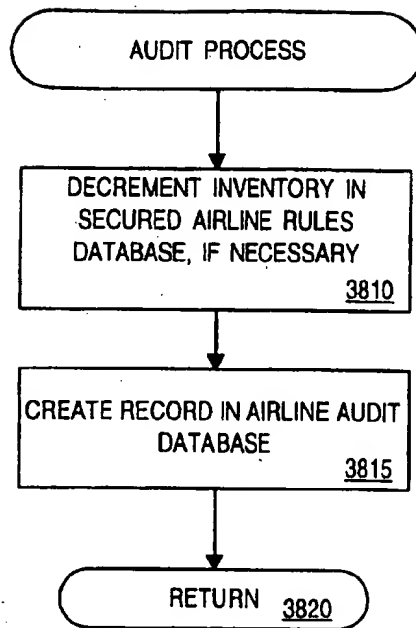 AUDIT PROCESS
DECREMENT INVENTORY IN
SECURED AIRLINE RULES
DATABASE, IF NECESSARY
3810
CREATE RECORD IN AIRLINE AUDIT
DATABASE
3815
RETURN 3820